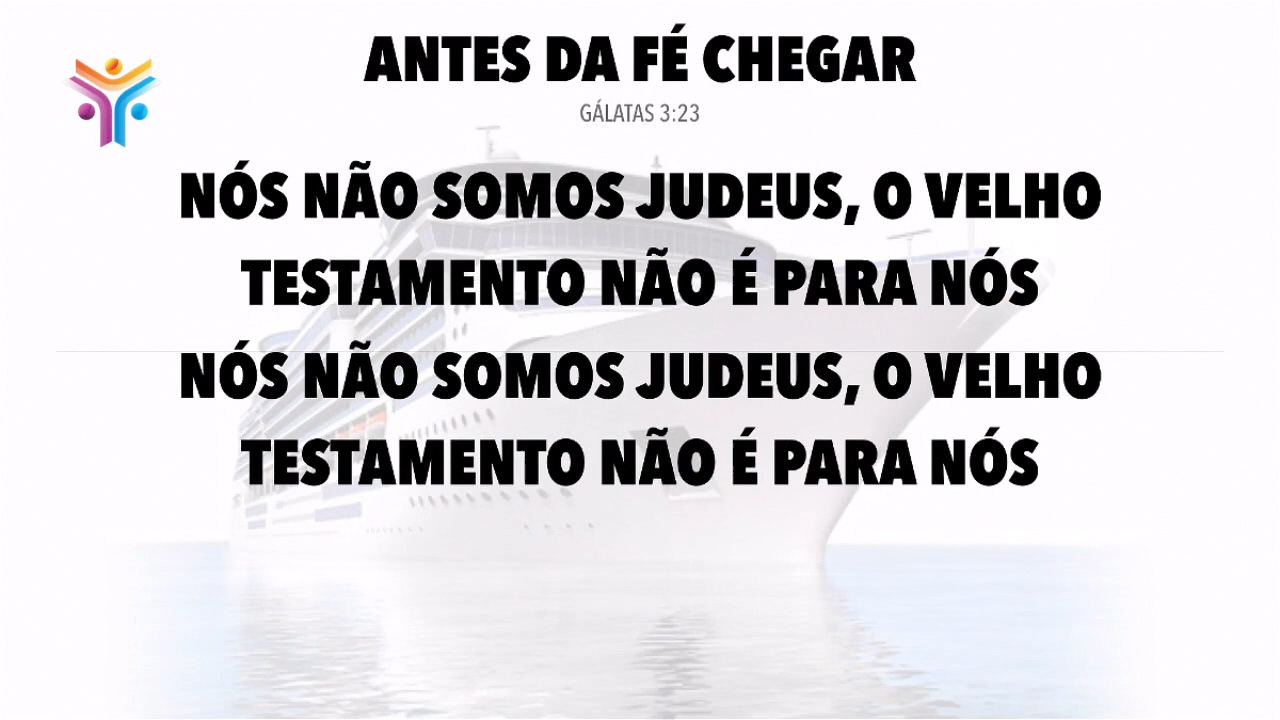 ANTES DA FÉ CHEGAR
GÁLATAS 3:23
NÓS NÃO SOMOS JUDEUS, O VELHO
TESTAMENTO NÃO É PARA NÓS
NÓS NÃO SOMOS JUDEUS, O VELHO
TESTAMENTO NÃO É PARA NÓS